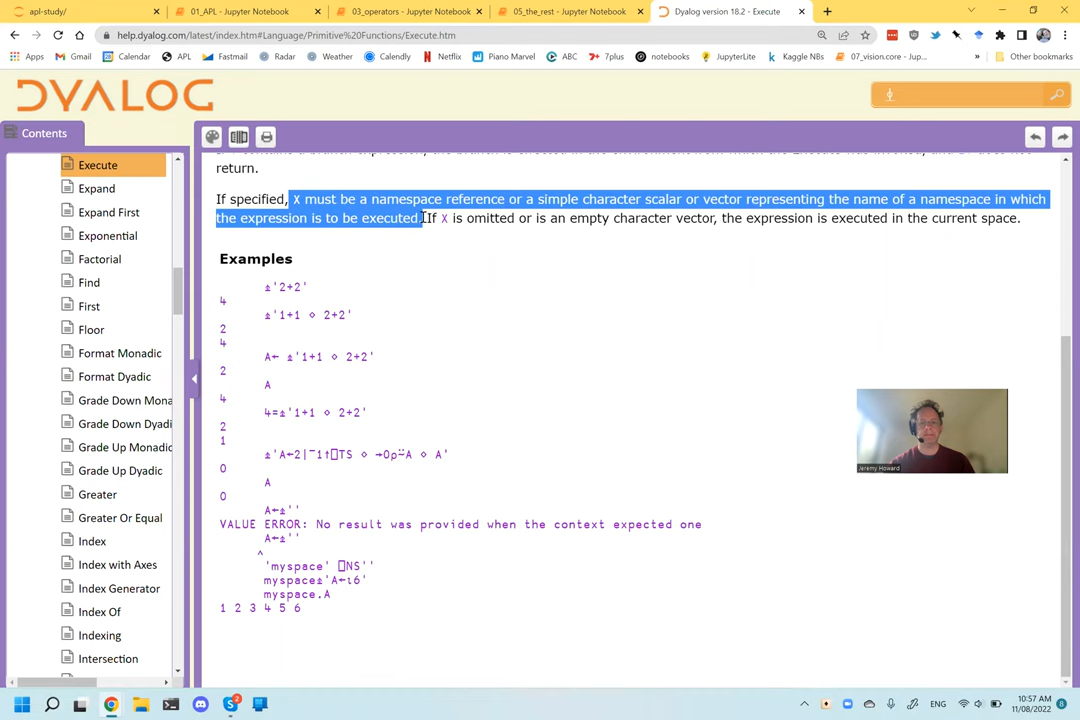 apl-study/
01_APL - Jupyter Notebook
03_operators - Jupyter Notebook
05_the_rest - Jupyter Notebook
Dyalog version 18.2 - Execute
help.dyalog.com/latest/index.htm#Language/Primitive%20Functions/Execute.htm
Apps
Gmail
Calendar
APL
Fastmail
Radar
Weather
Calendly
Netflix
Piano Marvel
ABC
7plus
notebooks
JupyterLite
Kaggle NBs
07_vision.core - Jup...
»
Other bookmarks
DYALOG
⍎
Contents
Execute
Expand
Expand First
Exponential
Factorial
Find
First
Floor
Format Monadic
Format Dyadic
Grade Down Mona
Grade Down Dyadi
Grade Up Monadic
Grade Up Dyadic
Greater
Greater Or Equal
Index
Index with Axes
Index Generator
Index Of
Indexing
Intersection
return.
If specified, X must be a namespace reference or a simple character scalar or vector representing the name of a namespace in which
the expression is to be executed. If X is omitted or is an empty character vector, the expression is executed in the current space.
Examples
⍎'2+2'
4
⍎'1+1 ⋄ 2+2'
2
4
A← ⍎'1+1 ⋄ 2+2'
2
A
4
4=⍎'1+1 ⋄ 2+2'
2
1
⍎'A←2|¯1↑⎕TS ⋄ →0⍴⍨A ⋄ A'
0
A
0
A←⍎''
VALUE ERROR: No result was provided when the context expected one
A←⍎''
^
'myspace' ⎕NS''
myspace⍎'A←⍳6'
myspace.A
1 2 3 4 5 6
Jeremy Howard
2
ENG
10:57 AM
11/08/2022
8